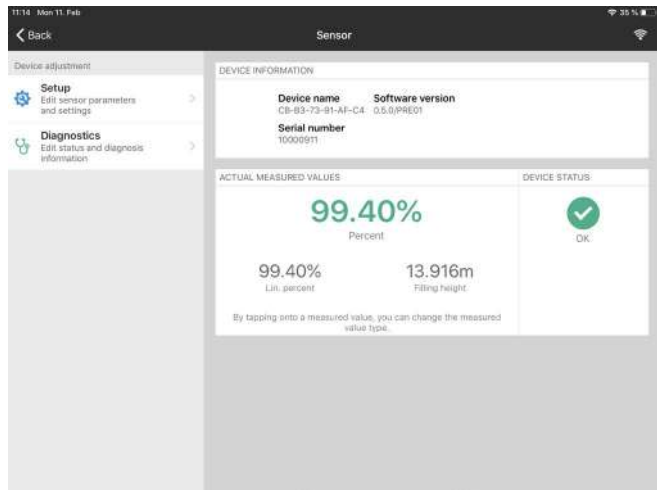 11:14 Mon 11. Feb
35 %
Back
Sensor
Device adjustment
Setup
Edit sensor parameters
and settings
Diagnostics
Edit status and diagnosis
information
DEVICE INFORMATION
Device name
CB-B3-73-91-AF-C4
Software version
0.5.0/PRE01
Serial number
10000911
ACTUAL MEASURED VALUES
99.40%
Percent
99.40%
Lin. percent
13.916m
Filling height
By tapping onto a measured value, you can change the measured
value type.
DEVICE STATUS
OK